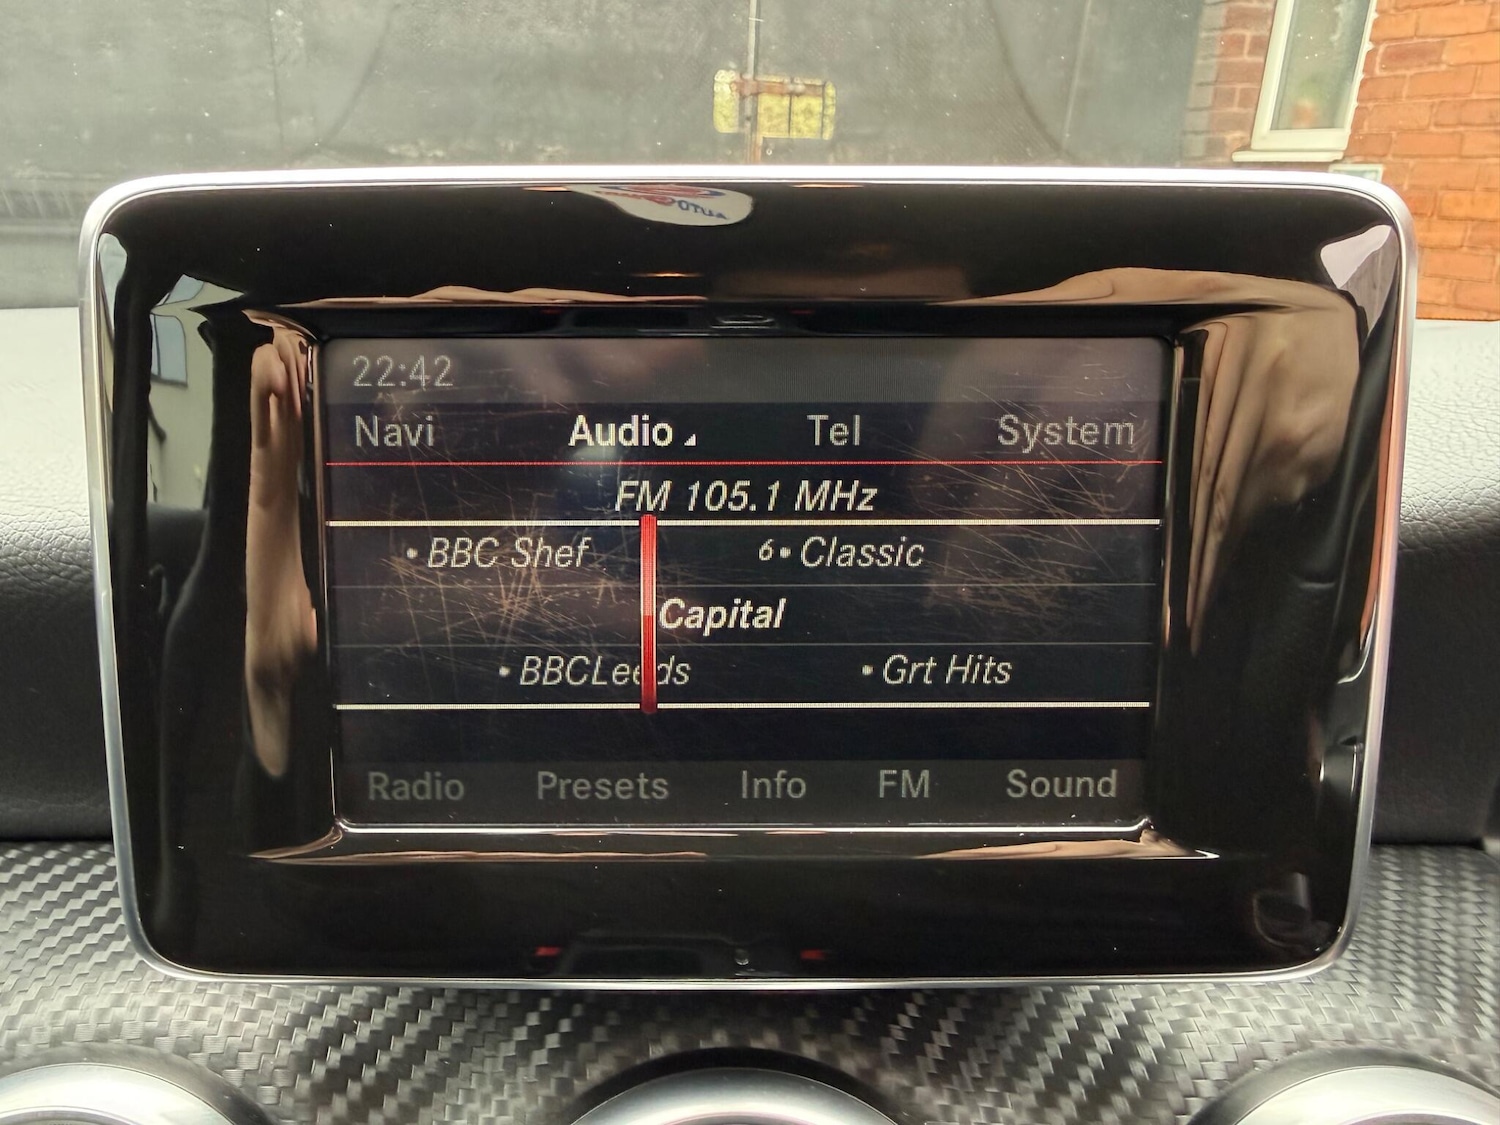 22:42
Navi Audio Tel System
FM 105.1 MHz
• BBC Shef 6• Classic
Capital
• BBCLeeds • Grt Hits
Radio Presets Info FM Sound